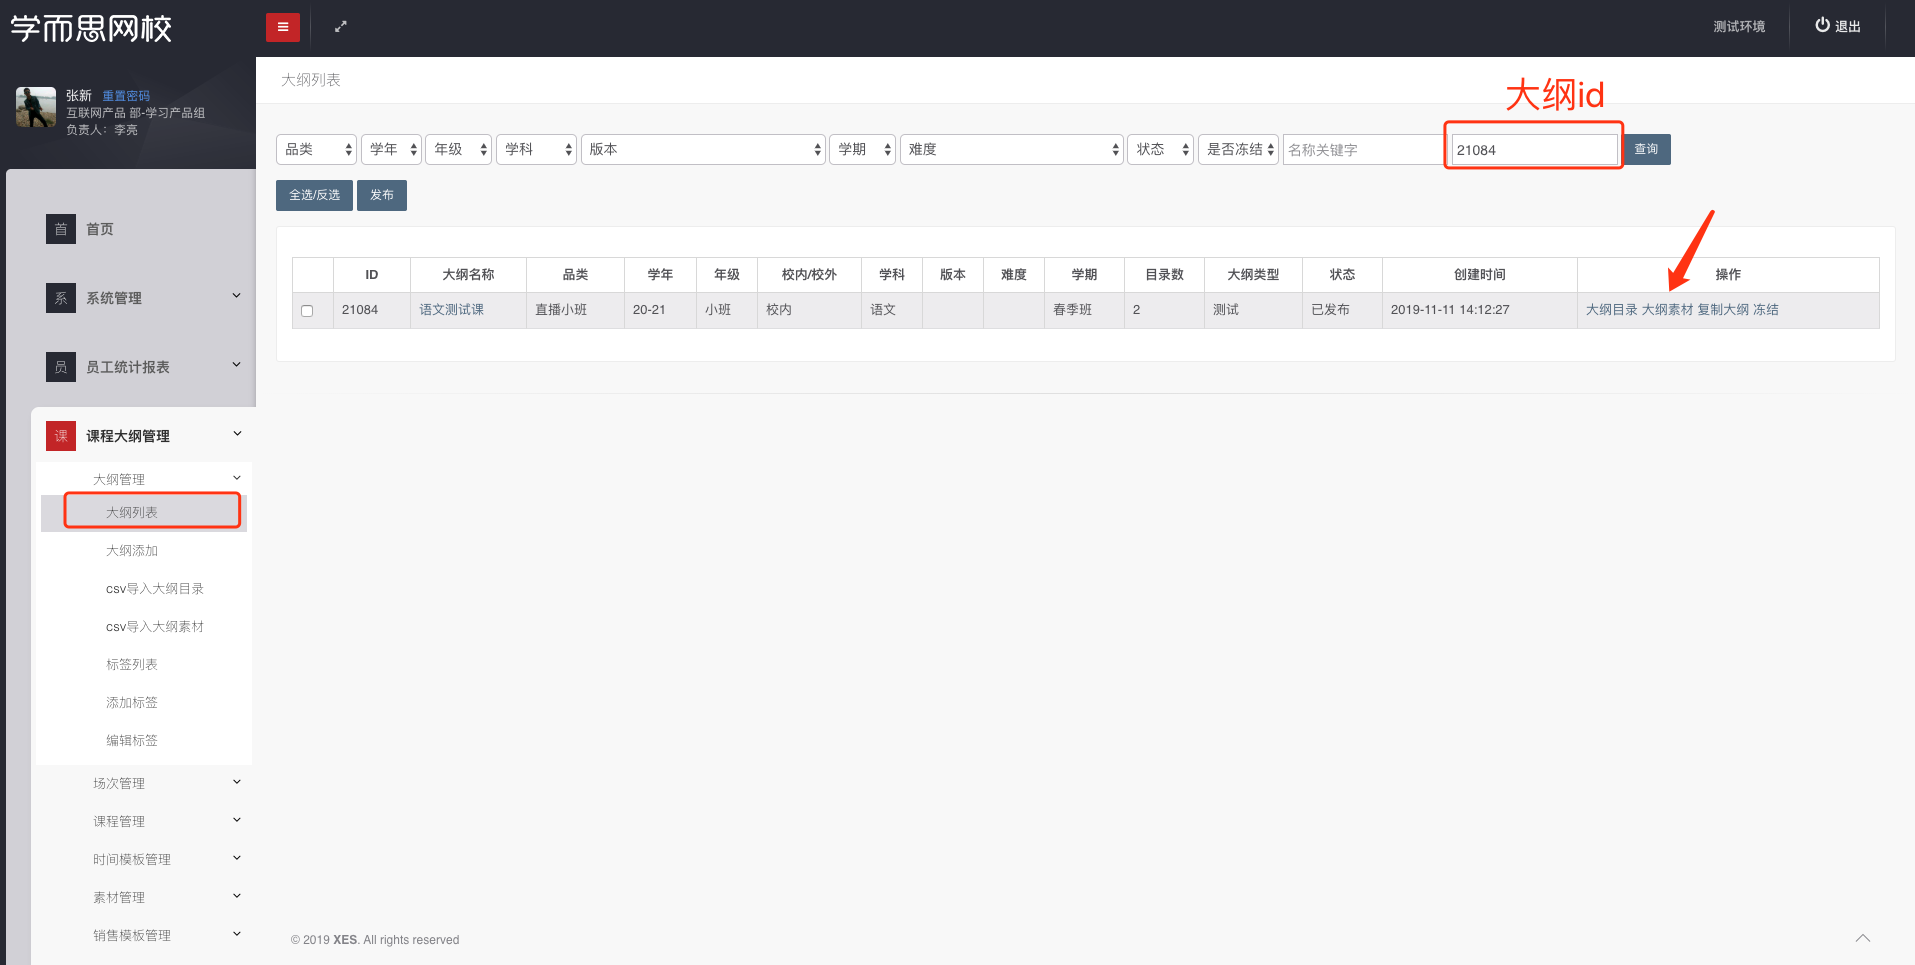 学而思网校
测试环境
退出
张新 重置密码
互联网产品 部-学习产品组
负责人：李亮
首 首页
系 系统管理
员 员工统计报表
课 课程大纲管理
大纲管理
大纲列表
大纲添加
csv导入大纲目录
csv导入大纲素材
标签列表
添加标签
编辑标签
场次管理
课程管理
时间模板管理
素材管理
销售模板管理
大纲列表
大纲id
品类 学年 年级 学科 版本 学期 难度 状态 是否冻结 名称关键字 21084 查询
全选/反选 发布
ID 大纲名称 品类 学年 年级 校内/校外 学科 版本 难度 学期 目录数 大纲类型 状态 创建时间 操作
21084 语文测试课 直播小班 20-21 小班 校内 语文 春季班 2 测试 已发布 2019-11-11 14:12:27 大纲目录 大纲素材 复制大纲 冻结
© 2019 XES. All rights reserved